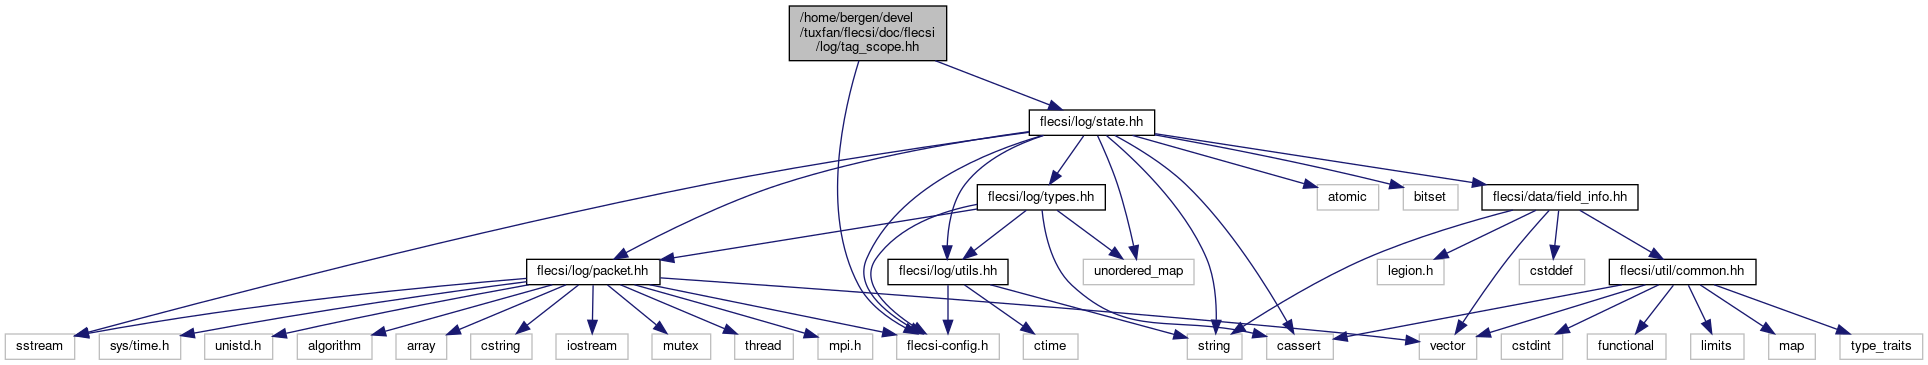 /home/bergen/devel
/tuxfan/flecsi/doc/flecsi
/log/tag_scope.hh
flecsi/log/state.hh
flecsi/log/types.hh
atomic
bitset
flecsi/data/field_info.hh
flecsi/log/packet.hh
flecsi/log/utils.hh
unordered_map
legion.h
cstddef
flecsi/util/common.hh
sstream
sys/time.h
unistd.h
algorithm
array
cstring
iostream
mutex
thread
mpi.h
flecsi-config.h
ctime
string
cassert
vector
cstdint
functional
limits
map
type_traits